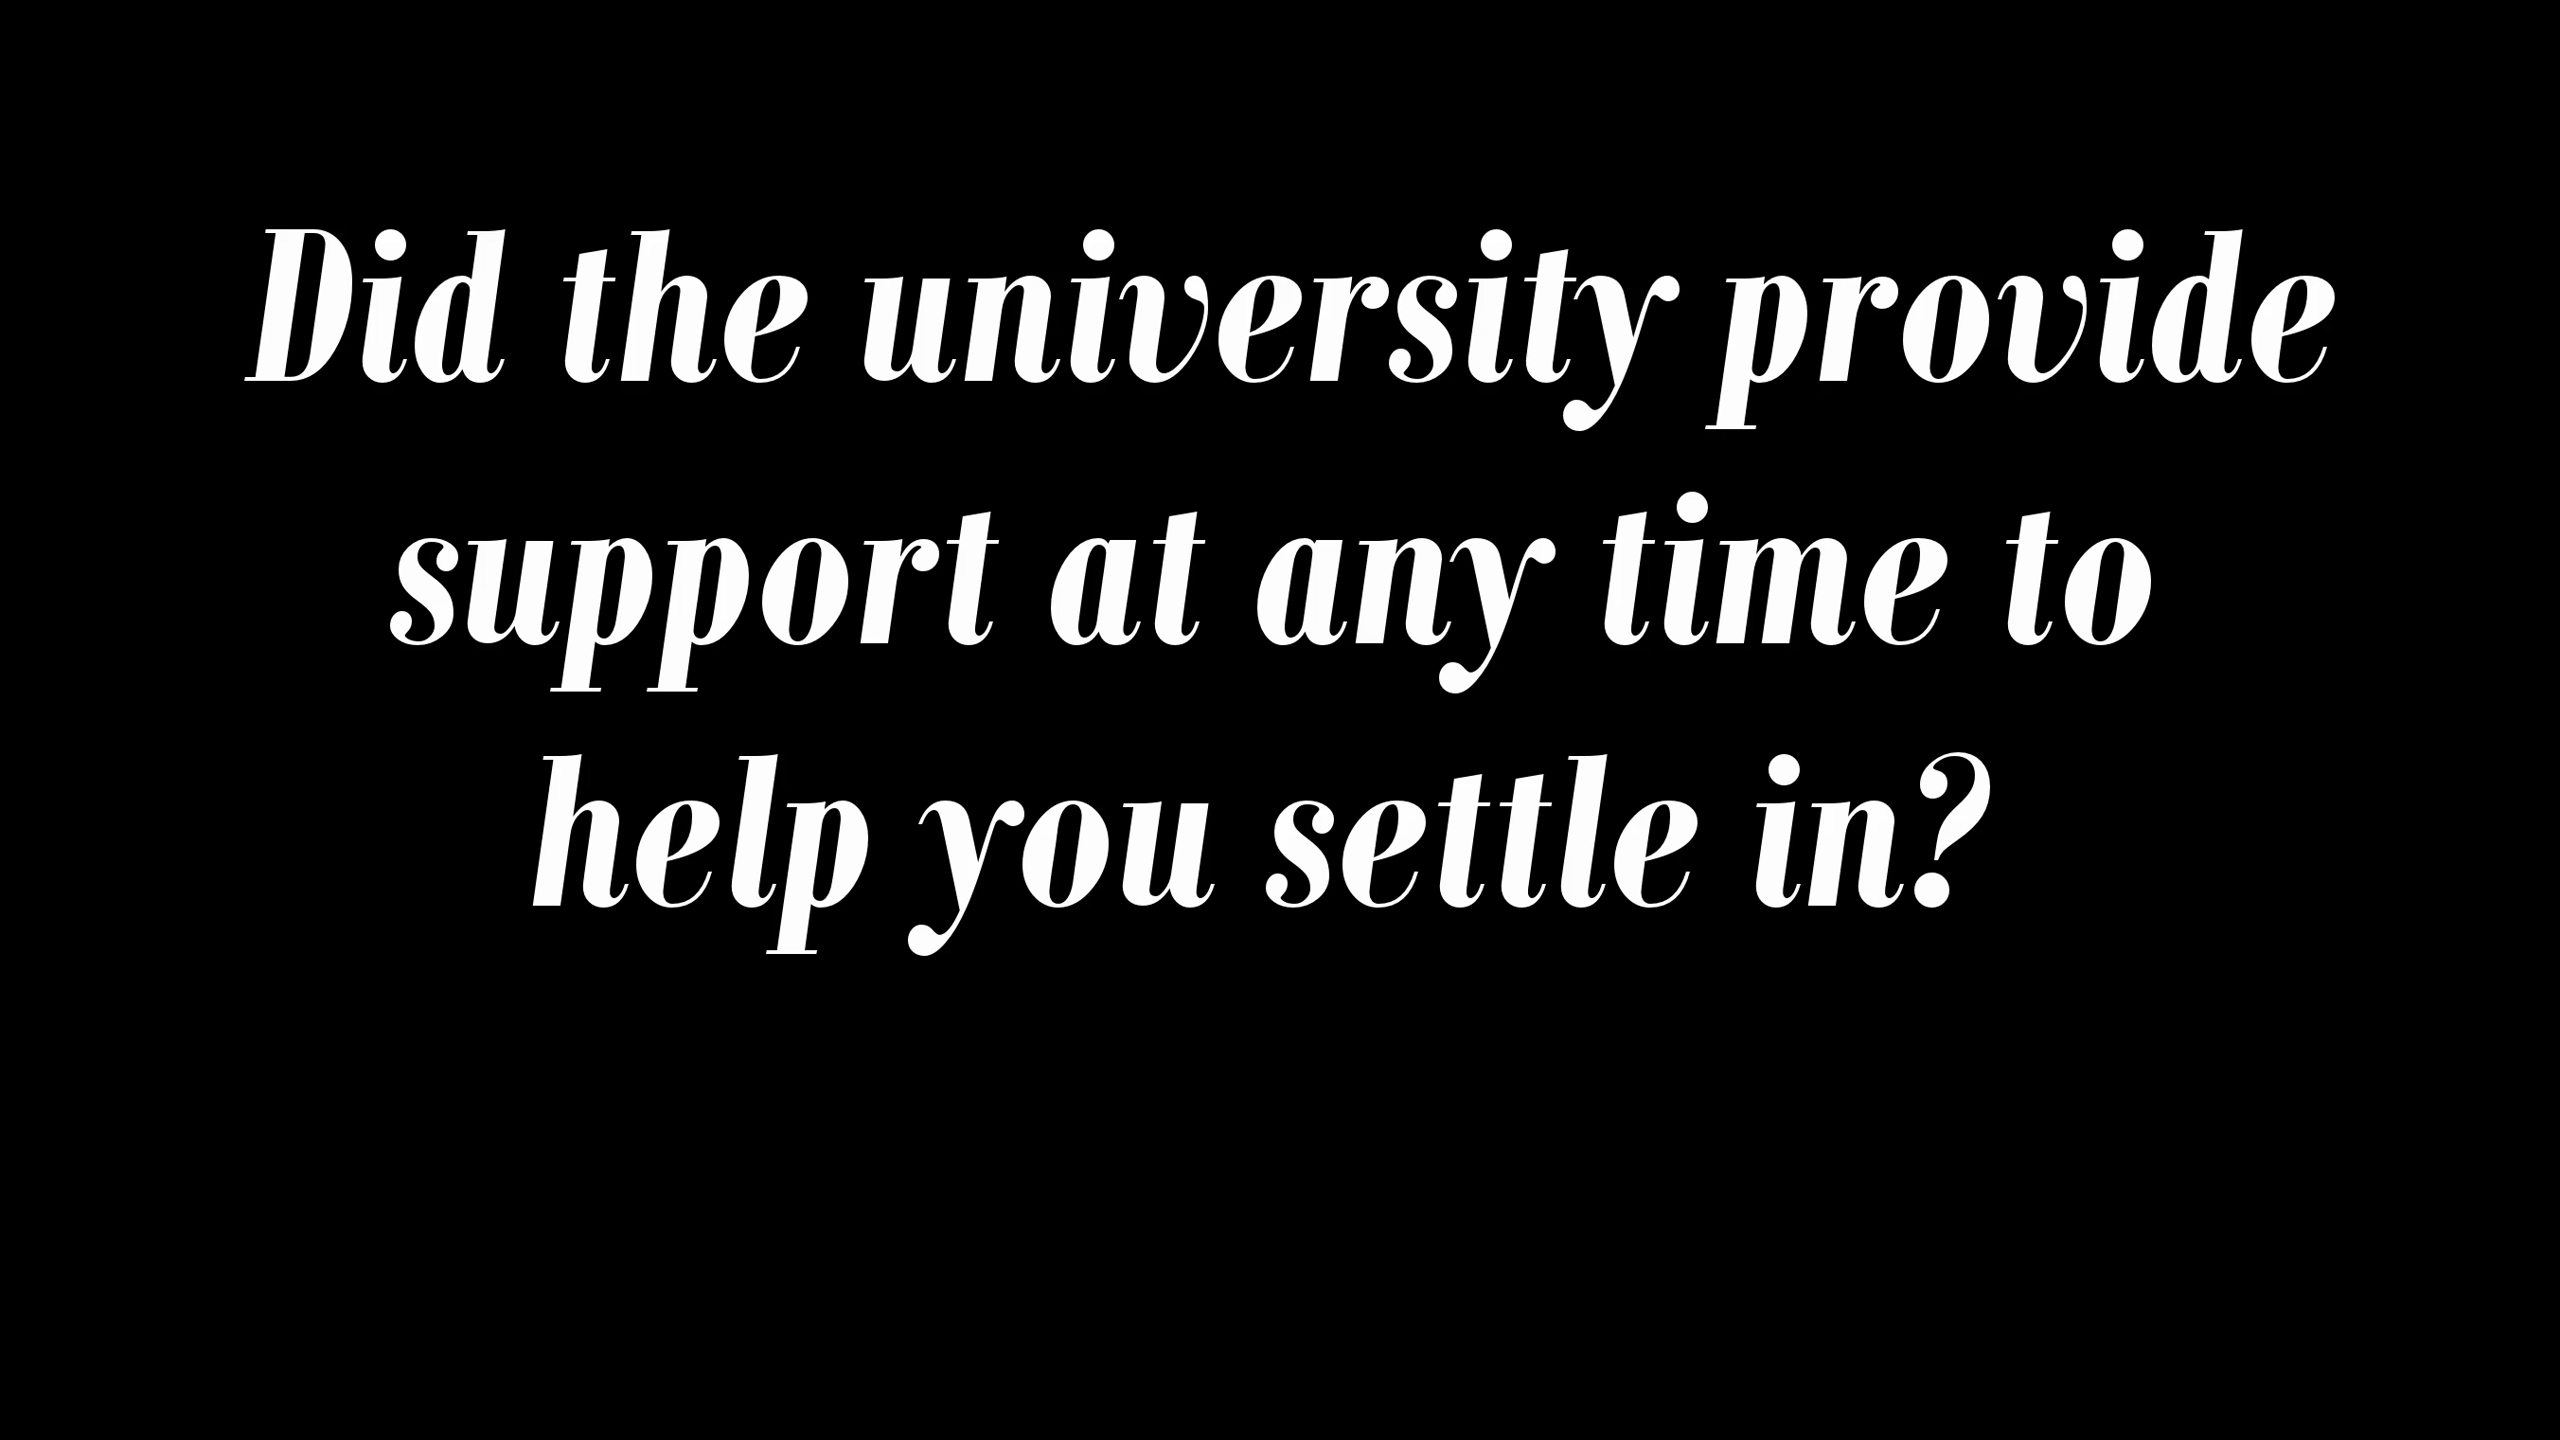 Did the university provide
support at any time to
help you settle in?